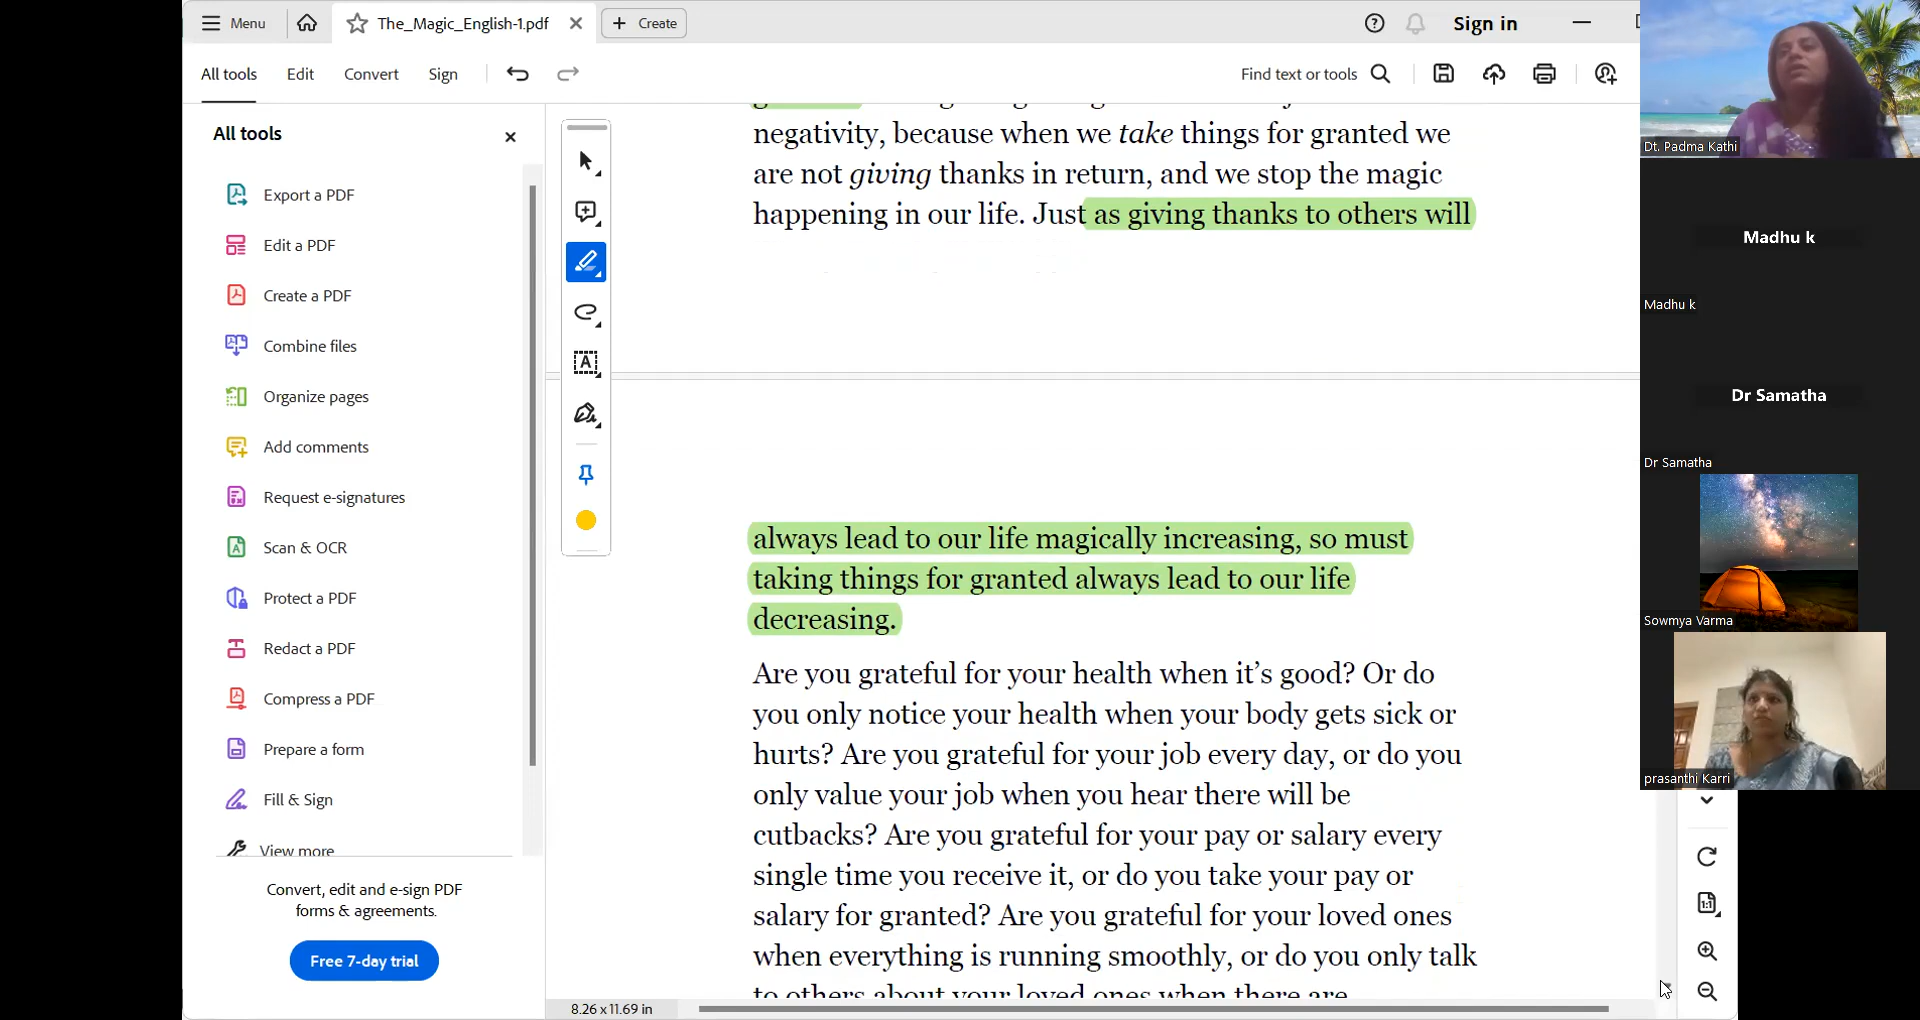 Menu
The_Magic_English-1.pdf
Create
Sign in
All tools
Edit
Convert
Sign
Find text or tools
All tools
Export a PDF
Edit a PDF
Create a PDF
Combine files
Organize pages
Add comments
Request e-signatures
Scan & OCR
Protect a PDF
Redact a PDF
Compress a PDF
Prepare a form
Fill & Sign
View more
Convert, edit and e-sign PDF
forms & agreements.
Free 7-day trial
negativity, because when we take things for granted we
are not giving thanks in return, and we stop the magic
happening in our life. Just as giving thanks to others will
always lead to our life magically increasing, so must
taking things for granted always lead to our life
decreasing.
Are you grateful for your health when it’s good? Or do
you only notice your health when your body gets sick or
hurts? Are you grateful for your job every day, or do you
only value your job when you hear there will be
cutbacks? Are you grateful for your pay or salary every
single time you receive it, or do you take your pay or
salary for granted? Are you grateful for your loved ones
when everything is running smoothly, or do you only talk
to others about your loved ones when there are
8.26 x 11.69 in
Dt. Padma Kathi
Madhu k
Madhu k
Dr Samatha
Dr Samatha
Sowmya Varma
prasanthi Karri